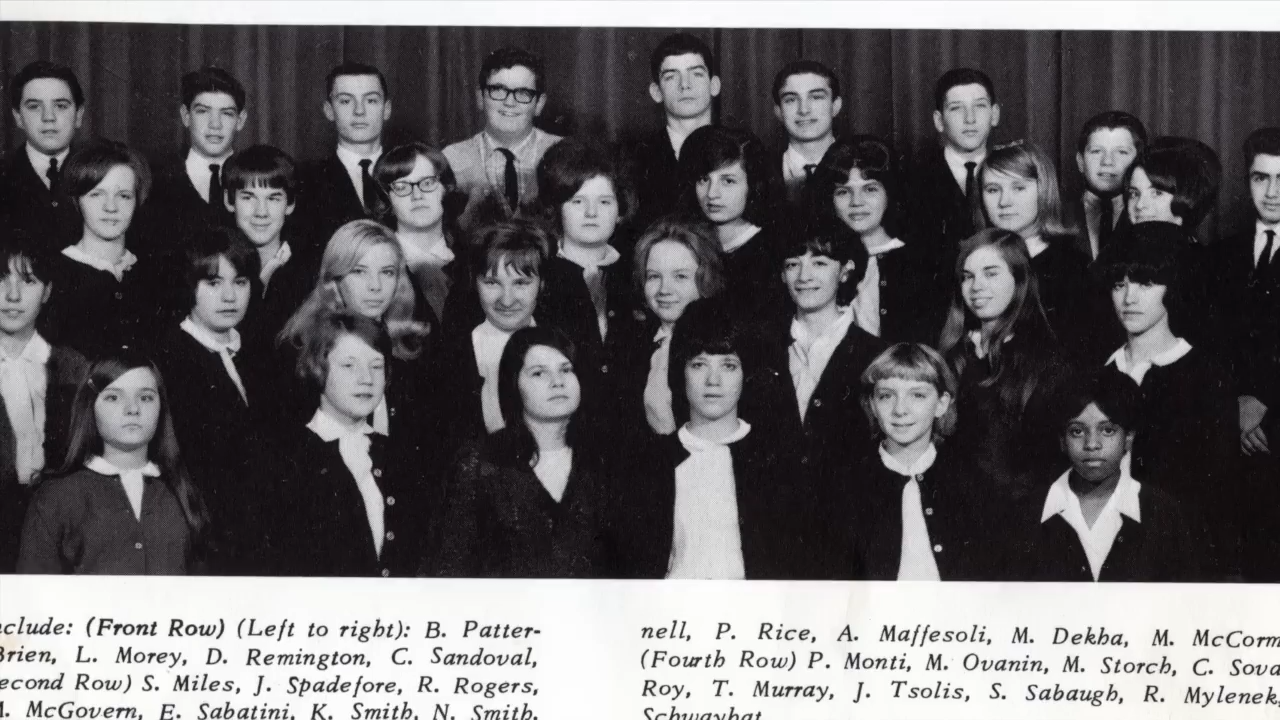 nclude: (Front Row) (Left to right): B. Patter-
Brien, L. Morey, D. Remington, C. Sandoval,
econd Row) S. Miles, J. Spadefore, R. Rogers,
M. McGovern, E. Sabatini, K. Smith, N. Smith,
nell, P. Rice, A. Maffesoli, M. Dekha, M. McCorm
(Fourth Row) P. Monti, M. Ovanin, M. Storch, C. Sova
Roy, T. Murray, J. Tsolis, S. Sabaugh, R. Mylenek,
Schwayhat